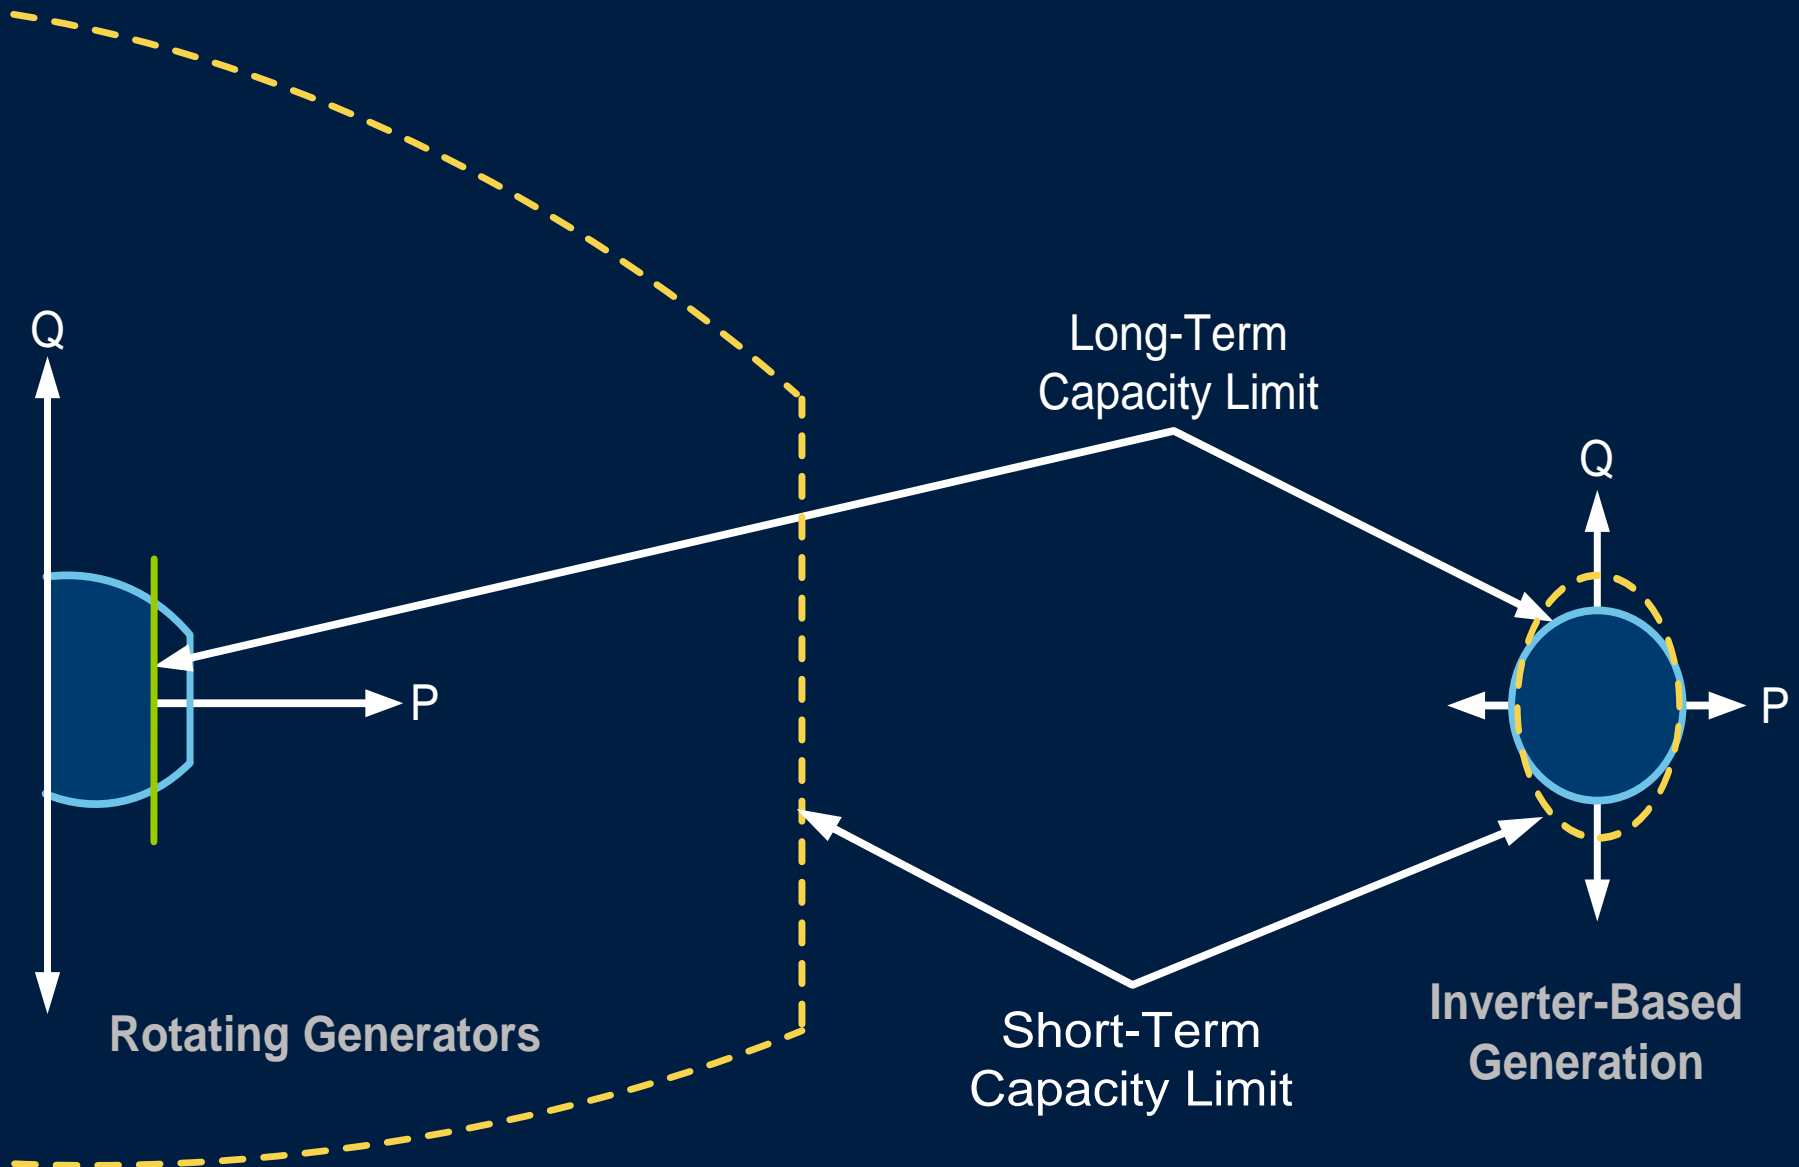 Q
Long-Term
Capacity Limit
Q
P
P
Rotating Generators
Short-Term
Capacity Limit
Inverter-Based
Generation